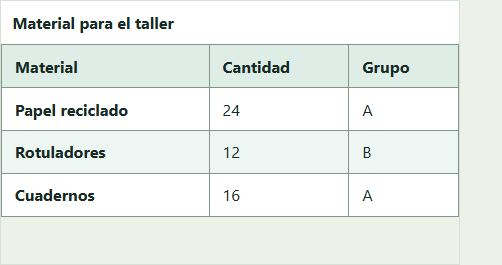 Material para el taller
Material Cantidad Grupo
Papel reciclado 24 A
Rotuladores 12 B
Cuadernos 16 A